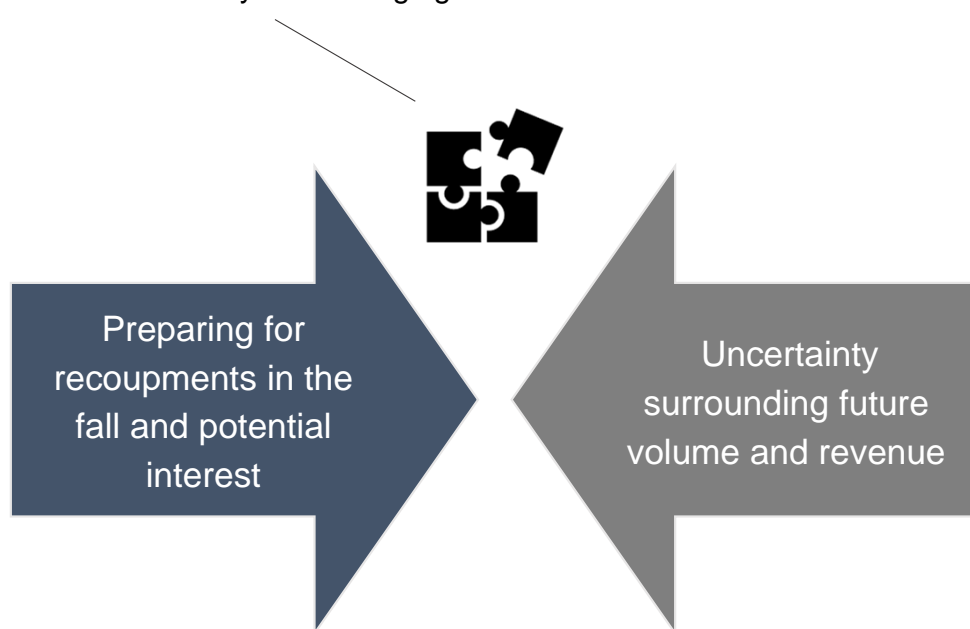 Preparing for
recoupments in the
fall and potential
interest
Uncertainty
surrounding future
volume and revenue